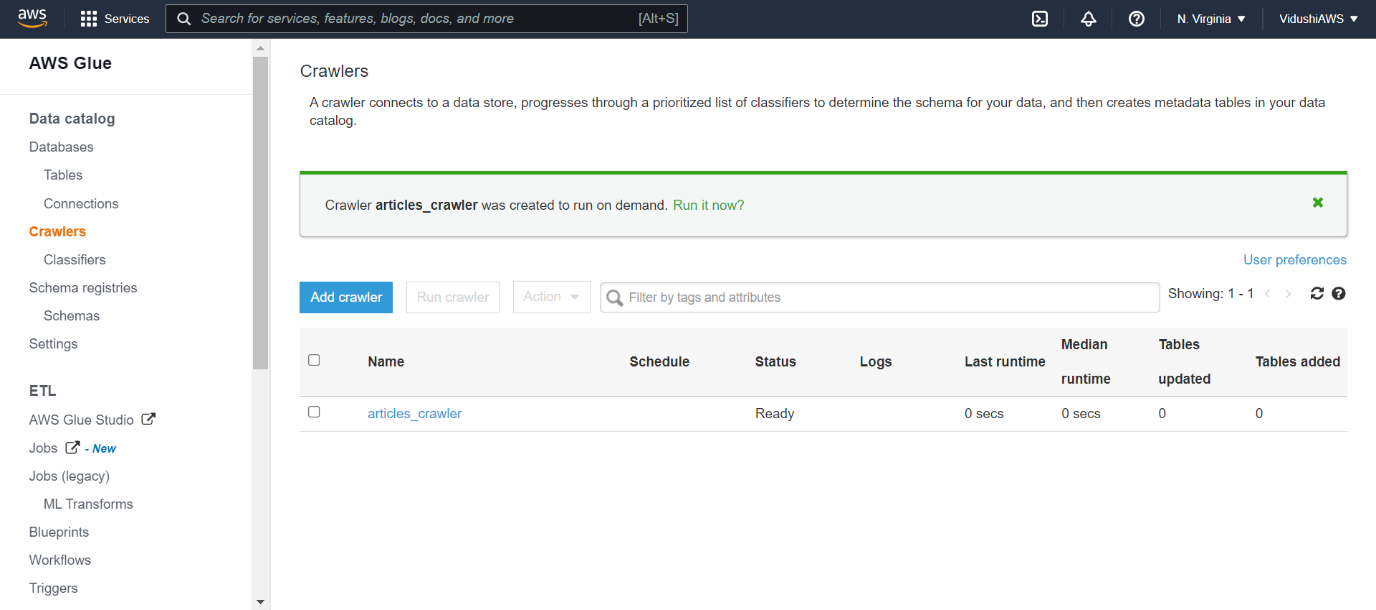 aws
Services
Search for services, features, blogs, docs, and more [Alt+S]
N. Virginia
VidushiAWS
AWS Glue
Data catalog
Databases
Tables
Connections
Crawlers
Classifiers
Schema registries
Schemas
Settings
ETL
AWS Glue Studio
Jobs - New
Jobs (legacy)
ML Transforms
Blueprints
Workflows
Triggers
Crawlers
A crawler connects to a data store, progresses through a prioritized list of classifiers to determine the schema for your data, and then creates metadata tables in your data
catalog.
Crawler articles_crawler was created to run on demand. Run it now?
User preferences
Add crawler Run crawler Action Filter by tags and attributes Showing: 1 - 1
Name Schedule Status Logs Last runtime Median runtime Tables updated Tables added
articles_crawler Ready 0 secs 0 secs 0 0